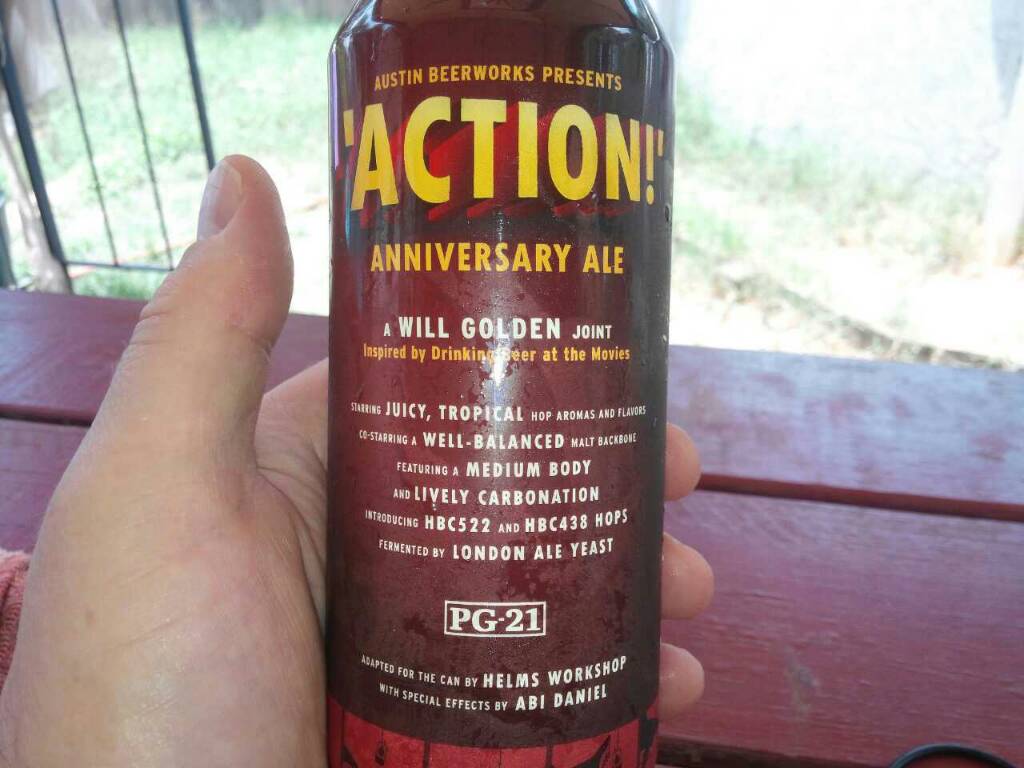 AUSTIN BEERWORKS PRESENTS
'ACTION!'
ANNIVERSARY ALE
A WILL GOLDEN JOINT
Inspired by Drinking Beer at the Movies
STARRING JUICY, TROPICAL HOP AROMAS AND FLAVORS
CO-STARRING A WELL-BALANCED MALT BACKBONE
FEATURING A MEDIUM BODY
AND LIVELY CARBONATION
INTRODUCING HBC522 AND HBC438 HOPS
FERMENTED BY LONDON ALE YEAST
PG-21
ADAPTED FOR THE CAN BY HELMS WORKSHOP
WITH SPECIAL EFFECTS BY ABI DANIEL